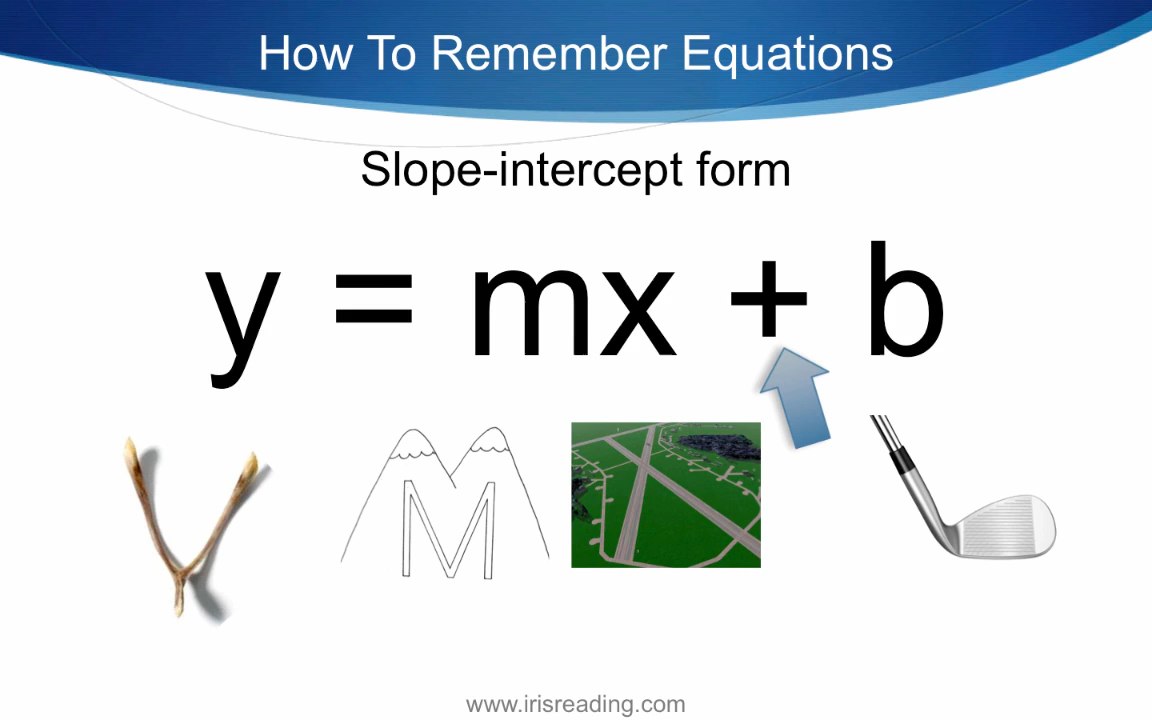 How To Remember Equations
Slope-intercept form
y = mx + b
M
www.irisreading.com